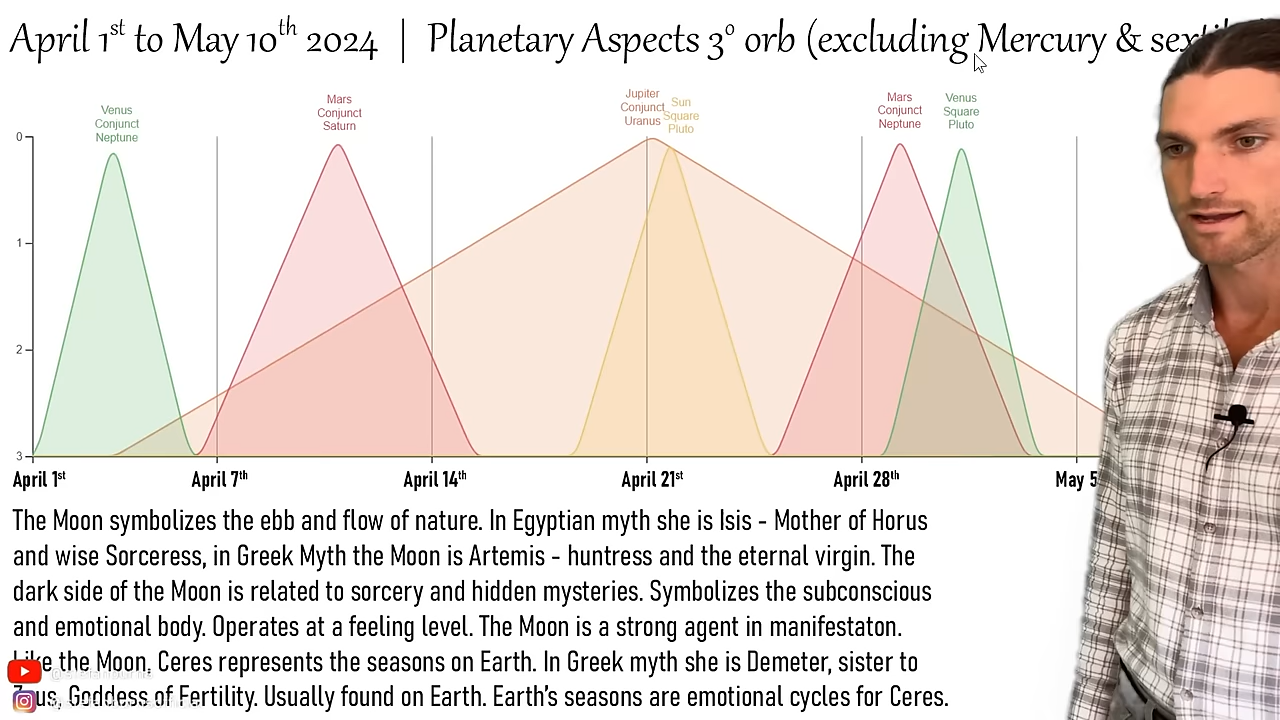 April 1st to May 10th 2024 | Planetary Aspects 3° orb (excluding Mercury &
Venus
Conjunct
Neptune
Mars
Conjunct
Saturn
Jupiter
Conjunct
Uranus
Sun
Square
Pluto
Mars
Conjunct
Neptune
Venus
Square
Pluto
0
1
2
3
April 1st
April 7th
April 14th
April 21st
April 28th
May 5
The Moon symbolizes the ebb and flow of nature. In Egyptian myth she is Isis - Mother of Horus
and wise Sorceress, in Greek Myth the Moon is Artemis - huntress and the eternal virgin. The
dark side of the Moon is related to sorcery and hidden mysteries. Symbolizes the subconscious
and emotional body. Operates at a feeling level. The Moon is a strong agent in manifestaton.
Like the Moon, Ceres represents the seasons on Earth. In Greek myth she is Demeter, sister to
Zeus, Goddess of Fertility. Usually found on Earth. Earth's seasons are emotional cycles for Ceres.